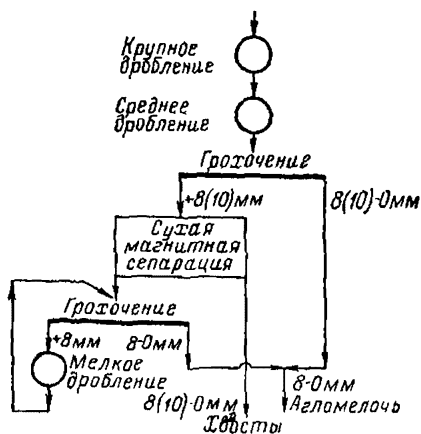 Крупное
дробление
Среднее
дробление
Грохочение
+8(10)мм
8(10)-0мм
Сухая
магнитная
сепарация
Грохочение
+8мм
8-0мм
Мелкое
дробление
8-0мм
Агломелочь
8(10)-0мм
Хвосты